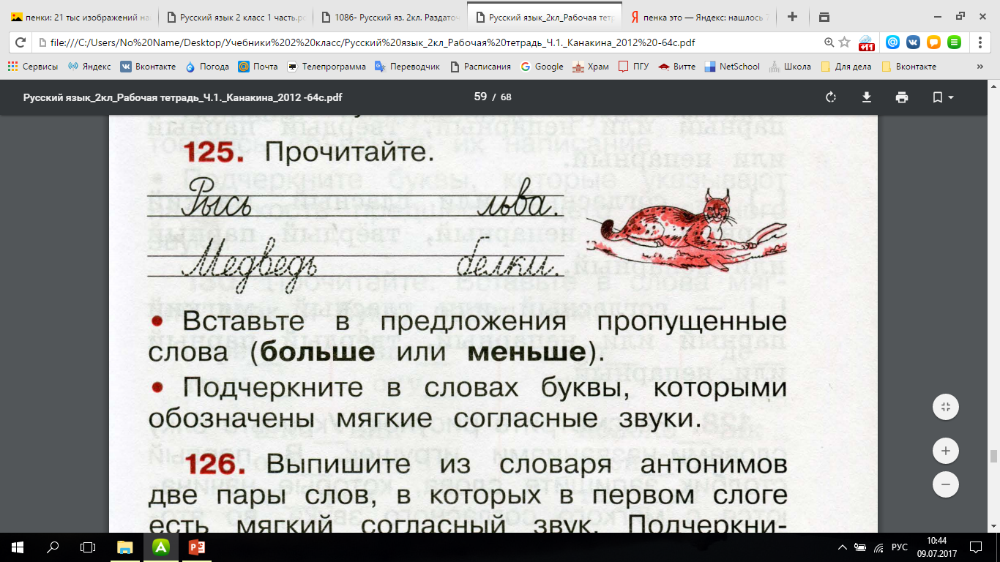 пенки: 21 тыс изображений на
Русский язык 2 класс 1 часть.pd
1086- Русский яз. 2кл. Раздаточ
Русский язык_2кл_Рабочая тетр
пенка это — Яндекс: нашлось
file:///C:/Users/No%20Name/Desktop/Учебники%202%20класс/Русский%20язык_2кл_Рабочая%20тетрадь_Ч.1._Канакина_2012%20-64с.pdf
+11
Сервисы Яндекс Вконтакте Погода Почта Телепрограмма Переводчик Расписания Google Храм ПГУ Витте NetSchool Школа Для дела Вконтакте »
Русский язык_2кл_Рабочая тетрадь_Ч.1._Канакина_2012 -64с.pdf 59 / 68
125. Прочитайте.
Рысь льва.
Медведь белки.
• Вставьте в предложения пропущенные
слова (больше или меньше).
• Подчеркните в словах буквы, которыми
обозначены мягкие согласные звуки.
126. Выпишите из словаря антонимов
две пары слов, в которых в первом слоге
есть мягкий согласный звук. Подчеркни-
РУС
10:44
09.07.2017